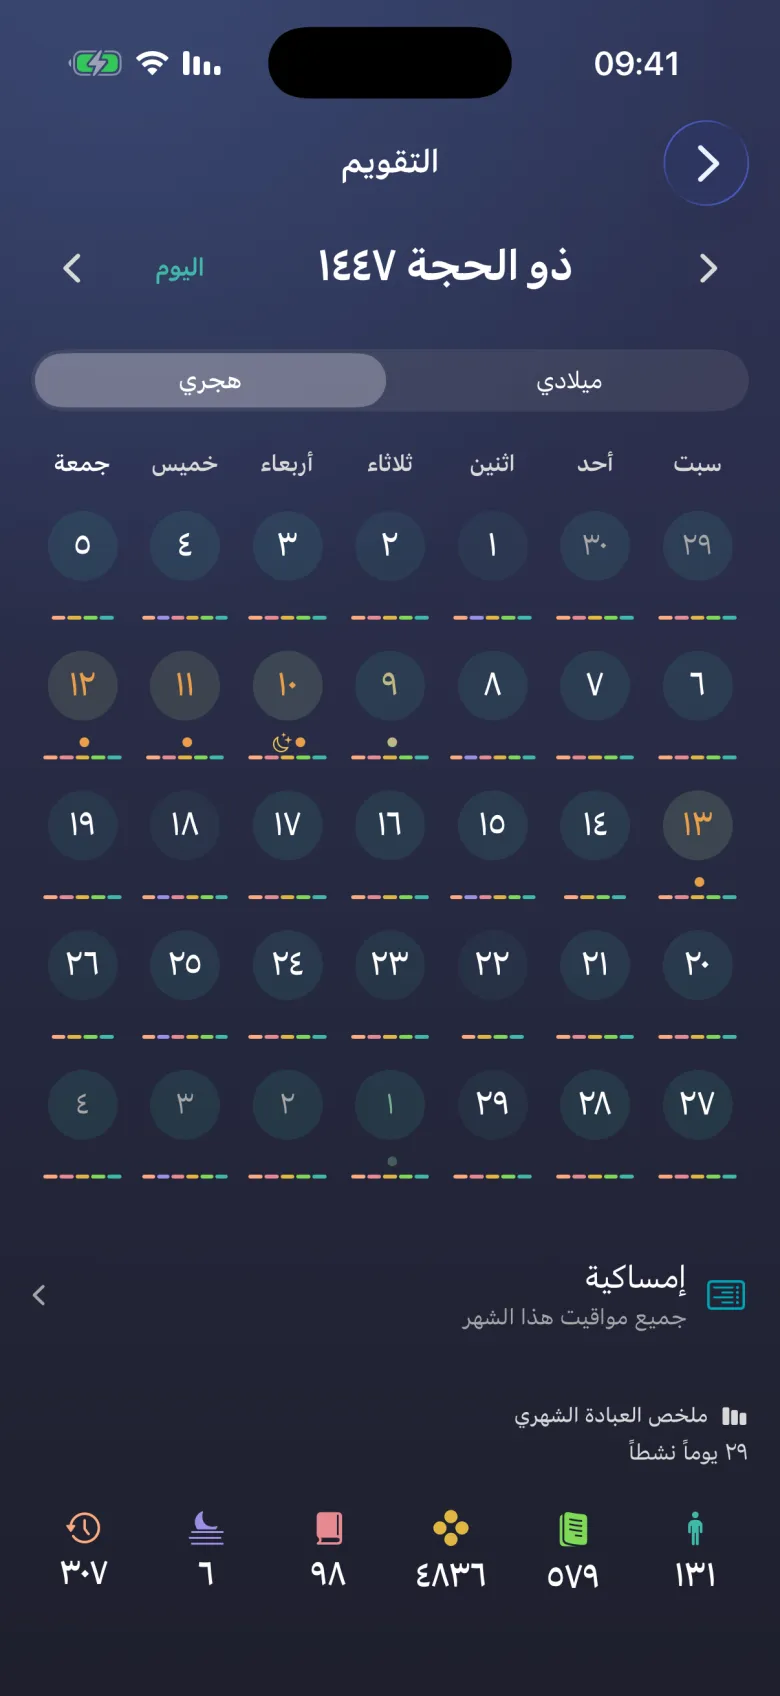 09:41
التقويم
ذو الحجة ١٤٤٧
اليوم
ميلادي
هجري
سبت أحد اثنين ثلاثاء أربعاء خميس جمعة
٢٩ ٣٠ ١ ٢ ٣ ٤ ٥
٦ ٧ ٨ ٩ ١٠ ١١ ١٢
١٣ ١٤ ١٥ ١٦ ١٧ ١٨ ١٩
٢٠ ٢١ ٢٢ ٢٣ ٢٤ ٢٥ ٢٦
٢٧ ٢٨ ٢٩ ١ ٢ ٣ ٤
إمساكية
جميع مواقيت هذا الشهر
ملخص العبادة الشهري
٢٩ يوماً نشطاً
١٣١ ٥٧٩ ٤٨٣٦ ٩٨ ٦ ٣٠٧